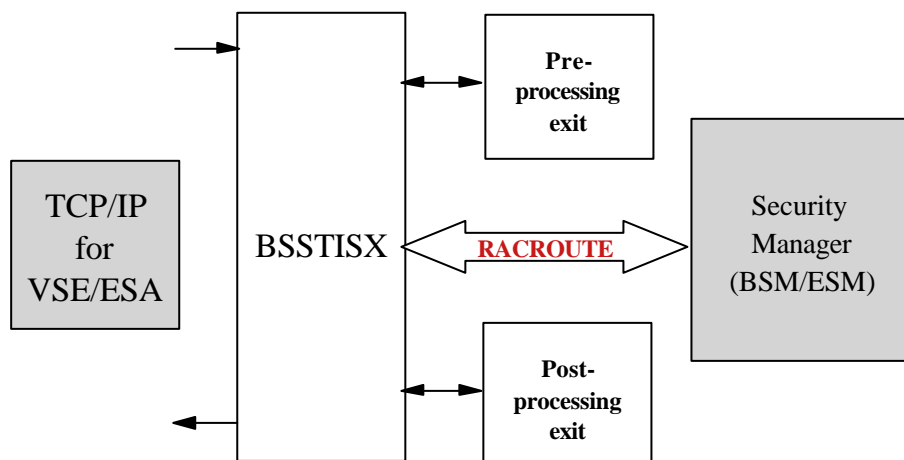 TCP/IP
for
VSE/ESA
BSSTISX
Pre-
processing
exit
RACROUTE
Post-
processing
exit
Security
Manager
(BSM/ESM)